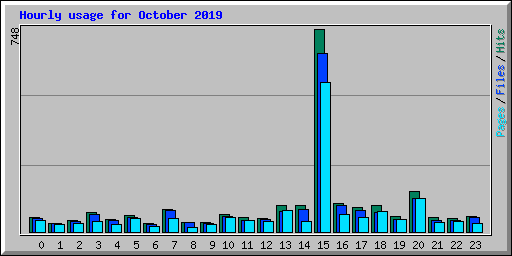 Hourly usage for October 2019
748
Pages/Files/Hits
0 1 2 3 4 5 6 7 8 9 10 11 12 13 14 15 16 17 18 19 20 21 22 23